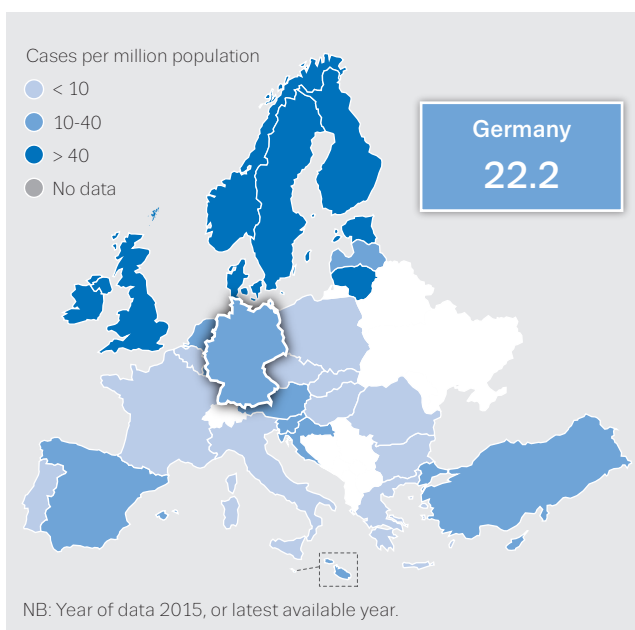 Cases per million population
< 10
10-40
> 40
No data
Germany
22.2
NB: Year of data 2015, or latest available year.